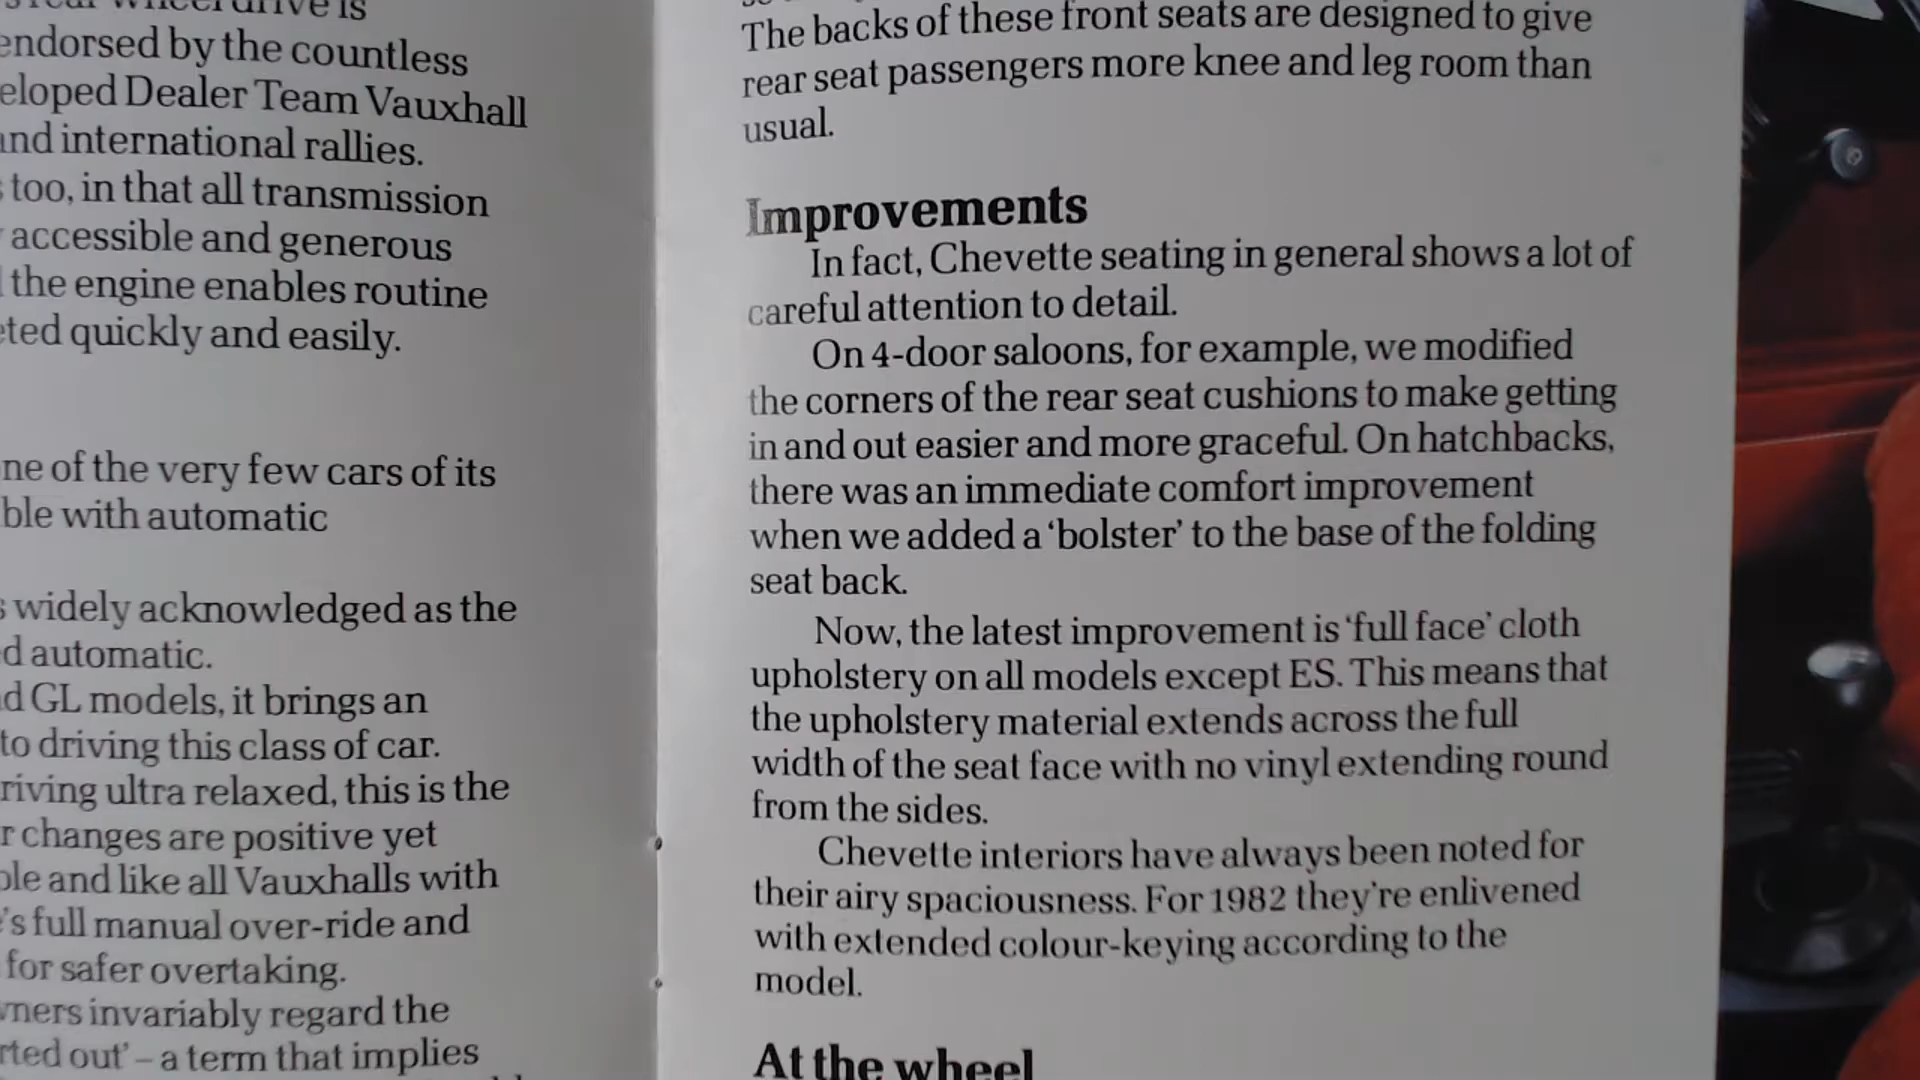 rear wheel drive is
endorsed by the countless
Dealer Team Vauxhall
and international rallies.
too, in that all transmission
accessible and generous
the engine enables routine
quickly and easily.
of the very few cars of its
with automatic
widely acknowledged as the
automatic.
GL models, it brings an
to driving this class of car.
ultra relaxed, this is the
changes are positive yet
and like all Vauxhalls with
full manual over-ride and
for safer overtaking.
invariably regard the
out’ – a term that implies
The backs of these front seats are designed to give
rear seat passengers more knee and leg room than
usual.
Improvements
In fact, Chevette seating in general shows a lot of
careful attention to detail.
On 4-door saloons, for example, we modified
the corners of the rear seat cushions to make getting
in and out easier and more graceful. On hatchbacks,
there was an immediate comfort improvement
when we added a ‘bolster’ to the base of the folding
seat back.
Now, the latest improvement is ‘full face’ cloth
upholstery on all models except ES. This means that
the upholstery material extends across the full
width of the seat face with no vinyl extending round
from the sides.
Chevette interiors have always been noted for
their airy spaciousness. For 1982 they’re enlivened
with extended colour-keying according to the
model.
At the wheel